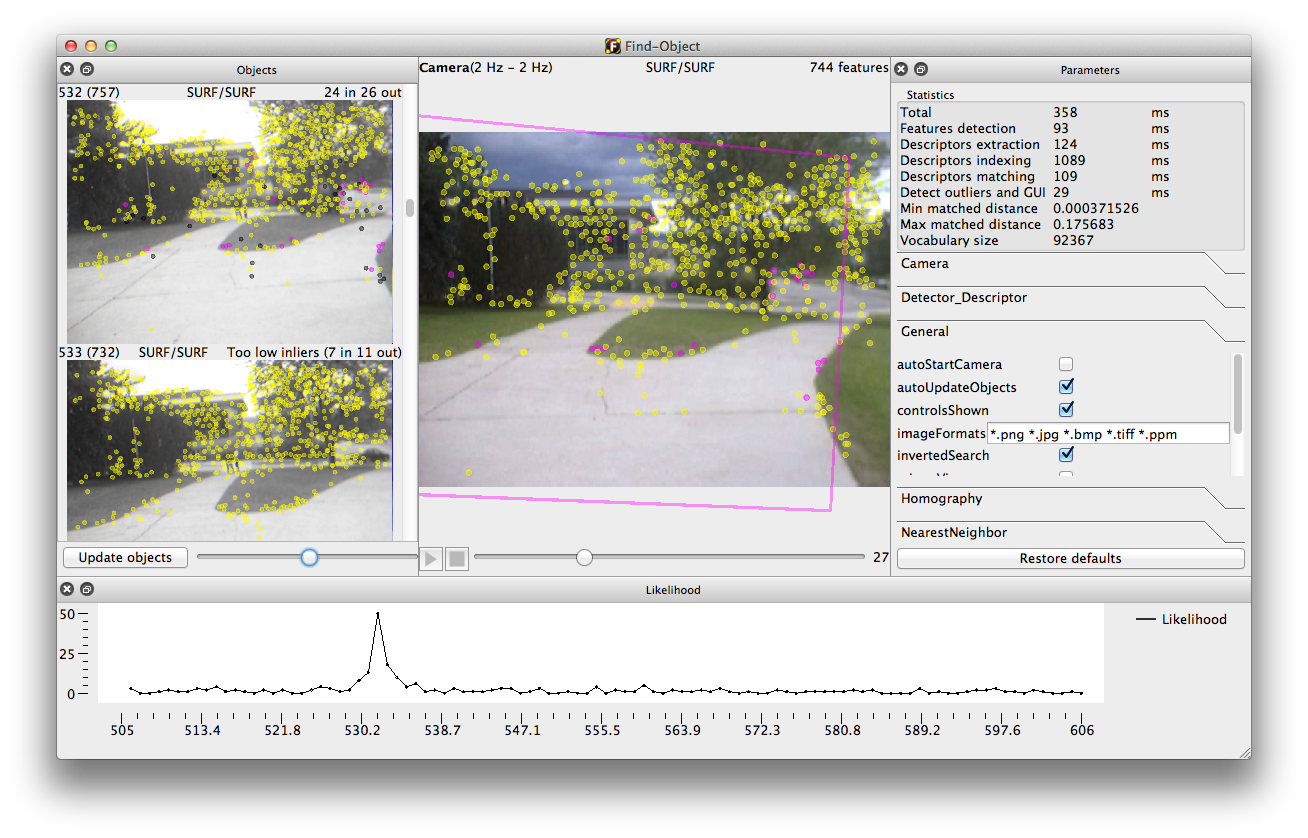 Find-Object
Objects
532 (757) SURF/SURF 24 in 26 out
533 (732) SURF/SURF Too low inliers (7 in 11 out)
Update objects
Camera(2 Hz - 2 Hz) SURF/SURF 744 features
27
Parameters
Statistics
Total 358 ms
Features detection 93 ms
Descriptors extraction 124 ms
Descriptors indexing 1089 ms
Descriptors matching 109 ms
Detect outliers and GUI 29 ms
Min matched distance 0.000371526
Max matched distance 0.175683
Vocabulary size 92367
Camera
Detector_Descriptor
General
autoStartCamera
autoUpdateObjects
controlsShown
imageFormats *.png *.jpg *.bmp *.tiff *.ppm
invertedSearch
Homography
NearestNeighbor
Restore defaults
Likelihood
50
25
0
505 513.4 521.8 530.2 538.7 547.1 555.5 563.9 572.3 580.8 589.2 597.6 606
Likelihood